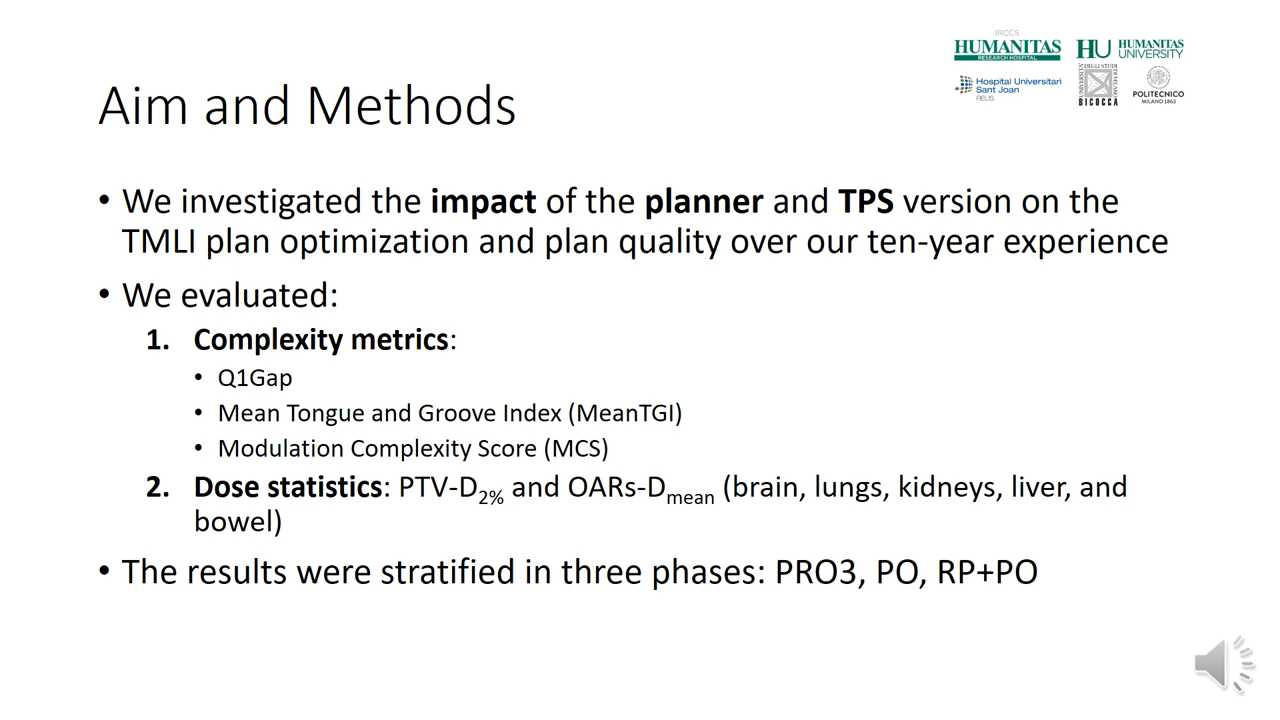 IRCCS
HUMANITAS
RESEARCH HOSPITAL
HU HUMANITAS
UNIVERSITY
Hospital Universitari
Sant Joan
REUS
BICOCCA
POLITECNICO
MILANO 1863
Aim and Methods
• We investigated the impact of the planner and TPS version on the
TMLI plan optimization and plan quality over our ten-year experience
• We evaluated:
1. Complexity metrics:
• Q1Gap
• Mean Tongue and Groove Index (MeanTGI)
• Modulation Complexity Score (MCS)
2. Dose statistics: PTV-D2% and OARs-Dmean (brain, lungs, kidneys, liver, and
bowel)
• The results were stratified in three phases: PRO3, PO, RP+PO